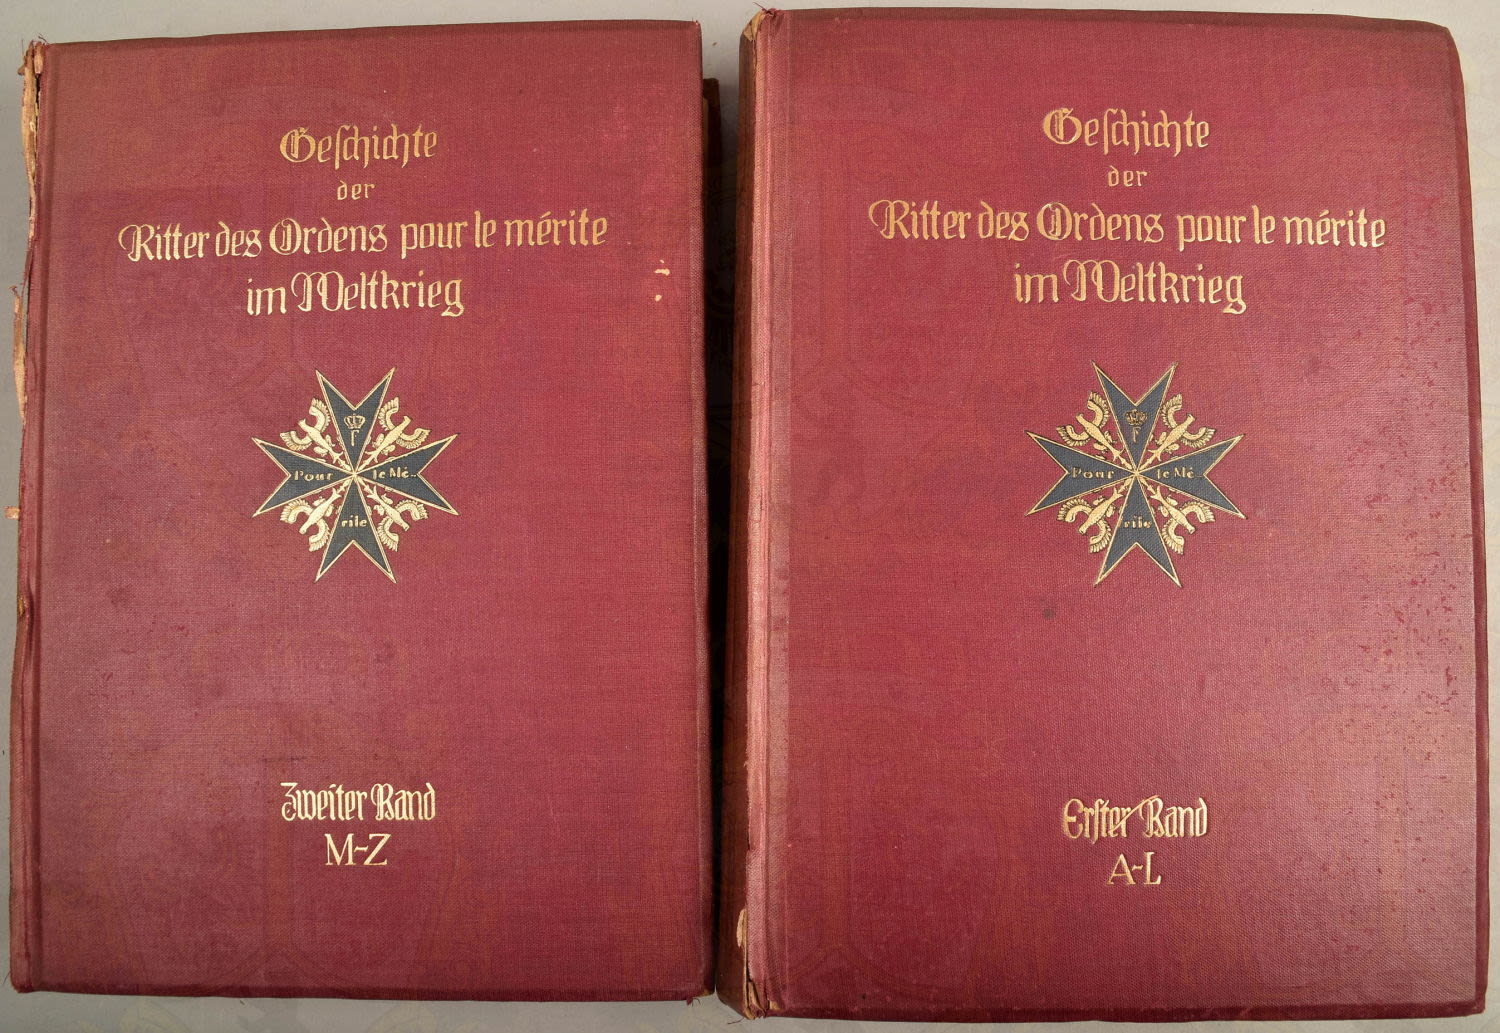 Geschichte
der
Ritter des Ordens pour le mérite
im Weltkrieg
F
Pour le Mé..
rite
Zweiter Band
M-Z
Geschichte
der
Ritter des Ordens pour le mérite
im Weltkrieg
F
Pour le Mé..
rite
Erster Band
A-L